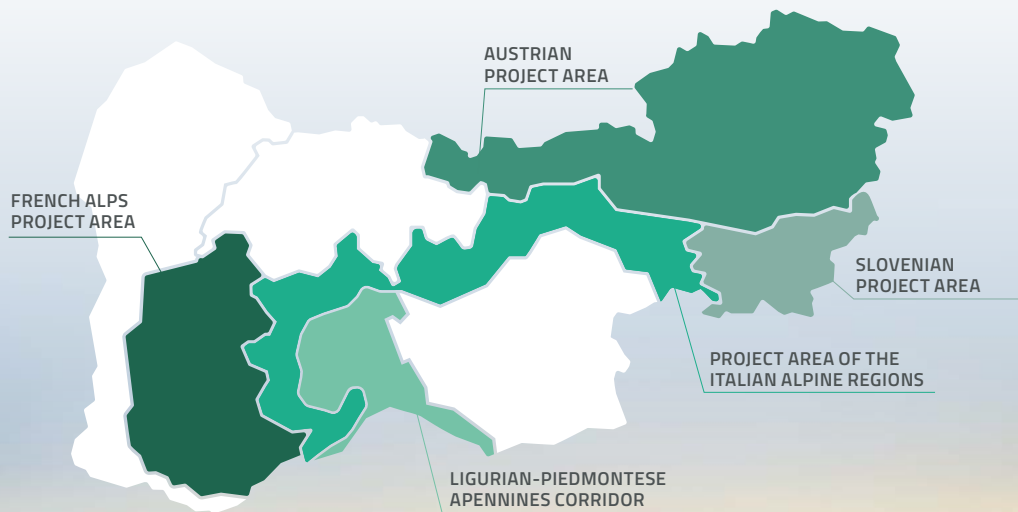 AUSTRIAN
PROJECT AREA
FRENCH ALPS
PROJECT AREA
SLOVENIAN
PROJECT AREA
PROJECT AREA OF THE
ITALIAN ALPINE REGIONS
LIGURIAN-PIEDMONTESE
APENNINES CORRIDOR